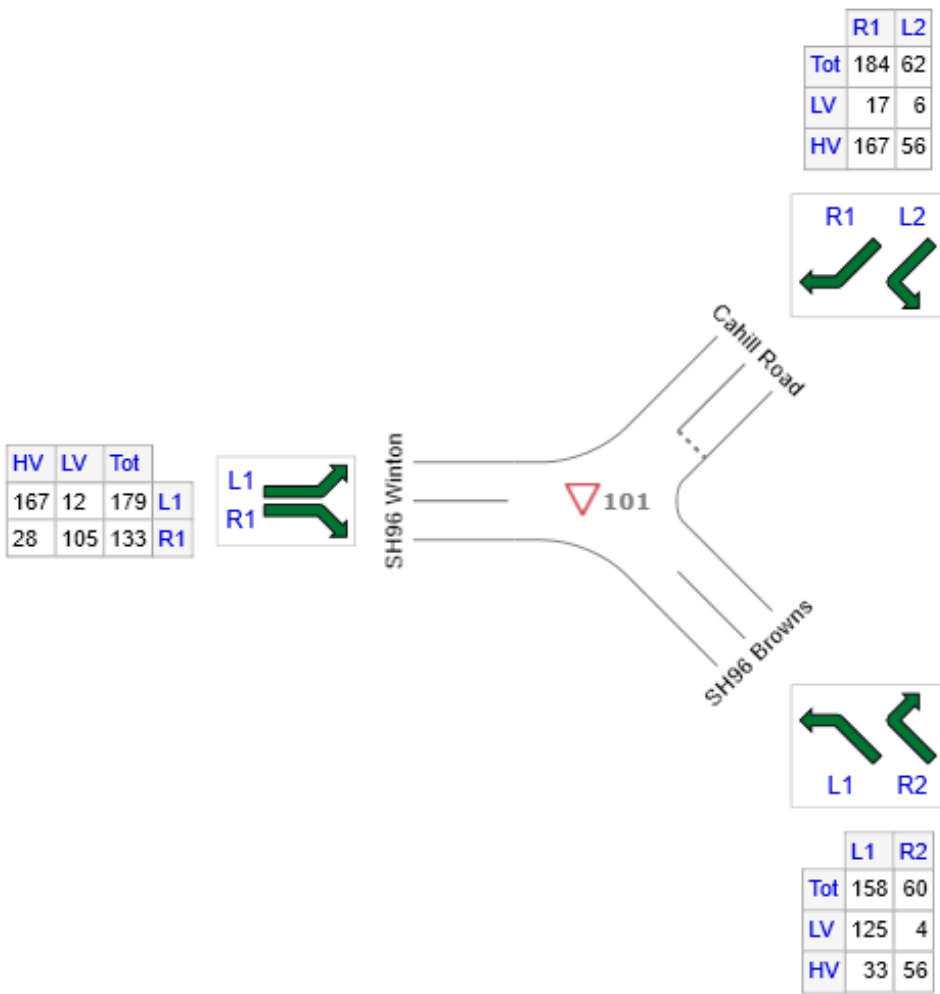 R1 L2
Tot 184 62
LV 17 6
HV 167 56
R1 L2
Cahill Road
HV LV Tot
167 12 179 L1
28 105 133 R1
L1
R1
SH96 Winton
101
SH96 Browns
L1 R2
L1 R2
Tot 158 60
LV 125 4
HV 33 56